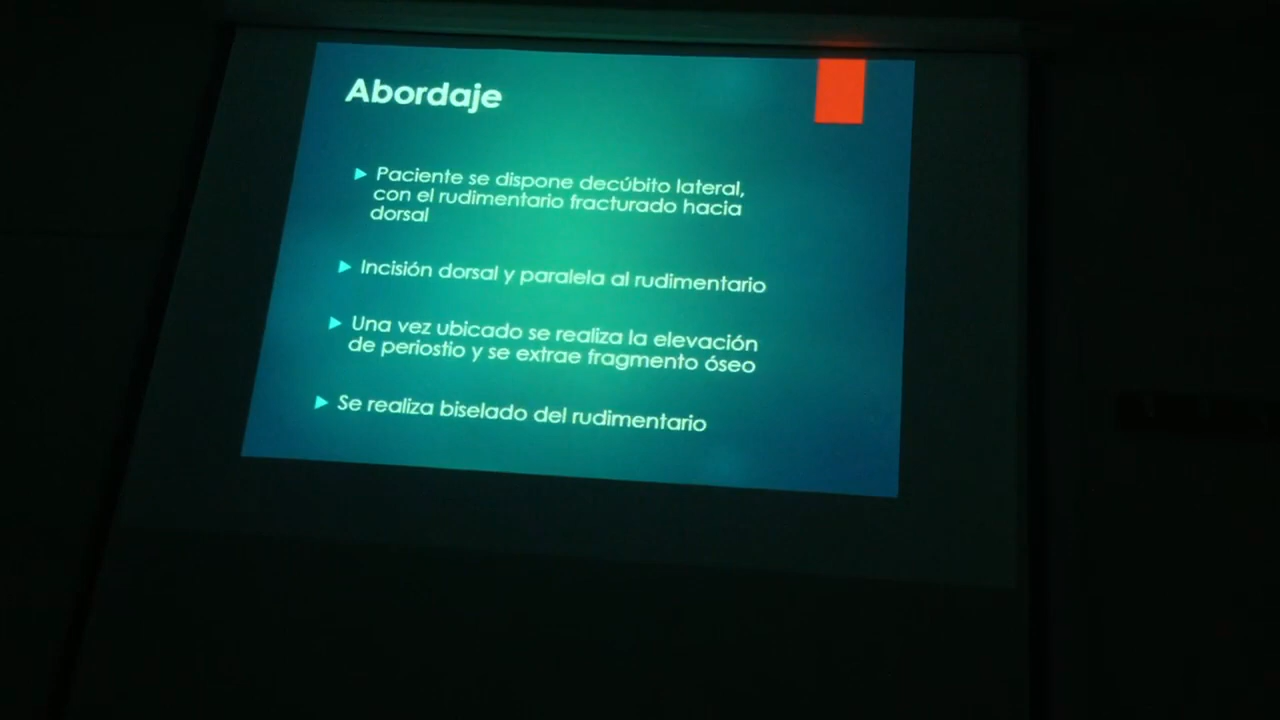 Abordaje
Paciente se dispone decúbito lateral,
con el rudimentario fracturado hacia
dorsal
Incisión dorsal y paralela al rudimentario
Una vez ubicado se realiza la elevación
de periostio y se extrae fragmento óseo
Se realiza biselado del rudimentario